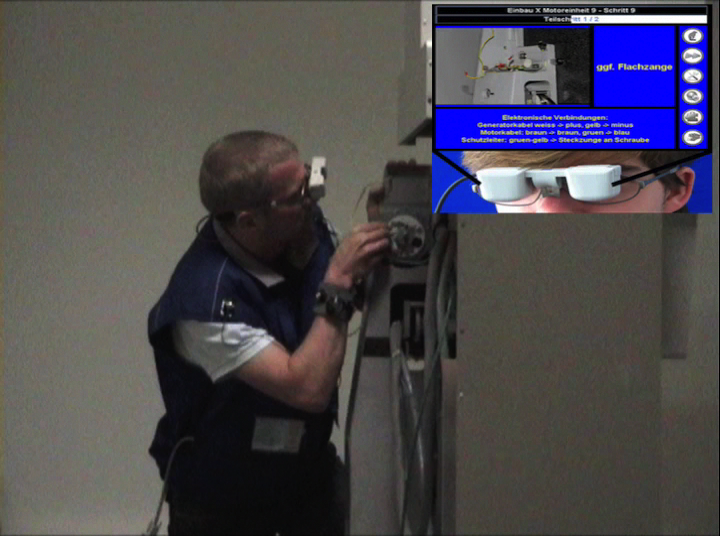 Einbau X Motoreinheit 9 - Schritt 9
Teilschritt 1 / 2
ggf. Flachzange
Elektronische Verbindungen:
Generatorkabel weiss -> plus, gelb -> minus
Motorkabel: braun -> braun, gruen -> blau
Schutzleiter: gruen-gelb -> Steckzunge an Schraube